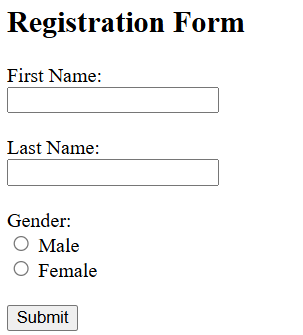 Registration Form
First Name:
Last Name:
Gender:
Male
Female
Submit